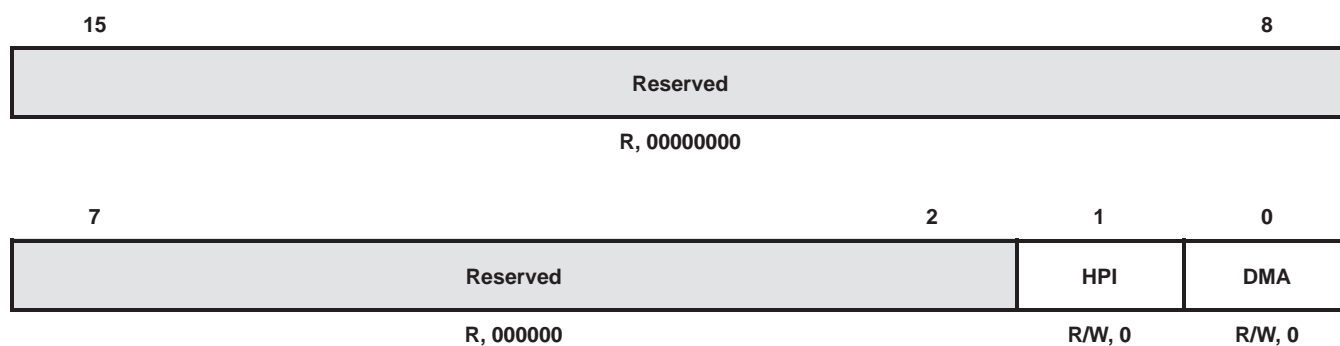 15 8
Reserved
R, 00000000
7 2 1 0
Reserved HPI DMA
R, 000000 R/W, 0 R/W, 0